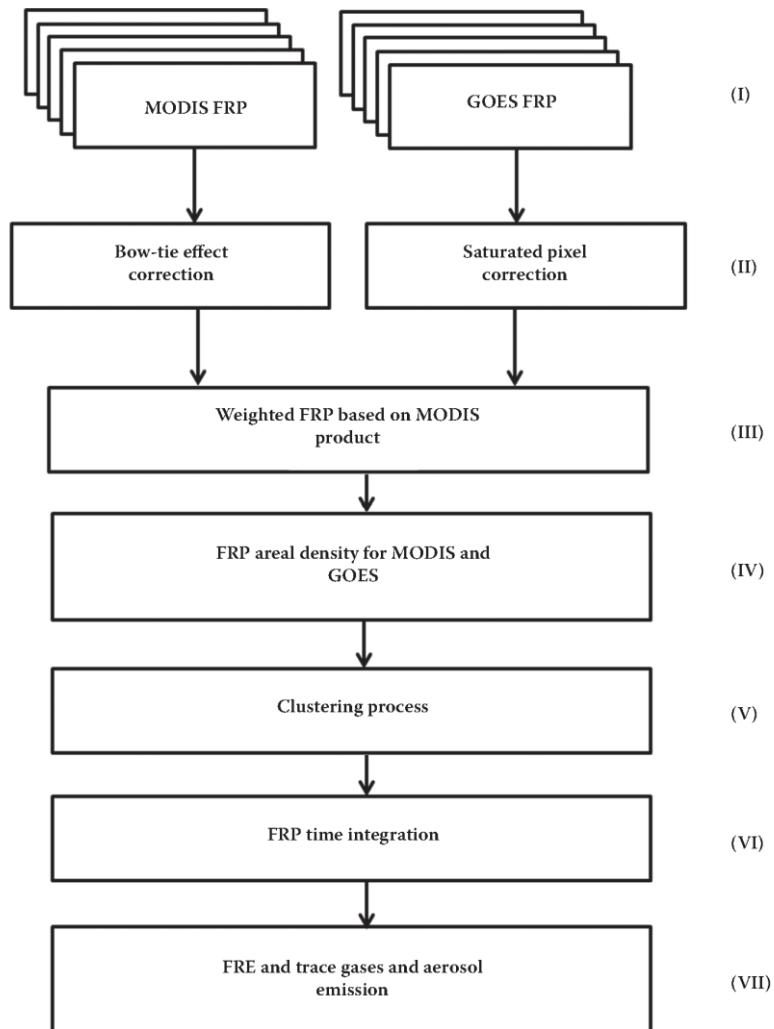 MODIS FRP
GOES FRP
(I)
Bow-tie effect
correction
Saturated pixel
correction
(II)
Weighted FRP based on MODIS
product
(III)
FRP areal density for MODIS and
GOES
(IV)
Clustering process
(V)
FRP time integration
(VI)
FRE and trace gases and aerosol
emission
(VII)